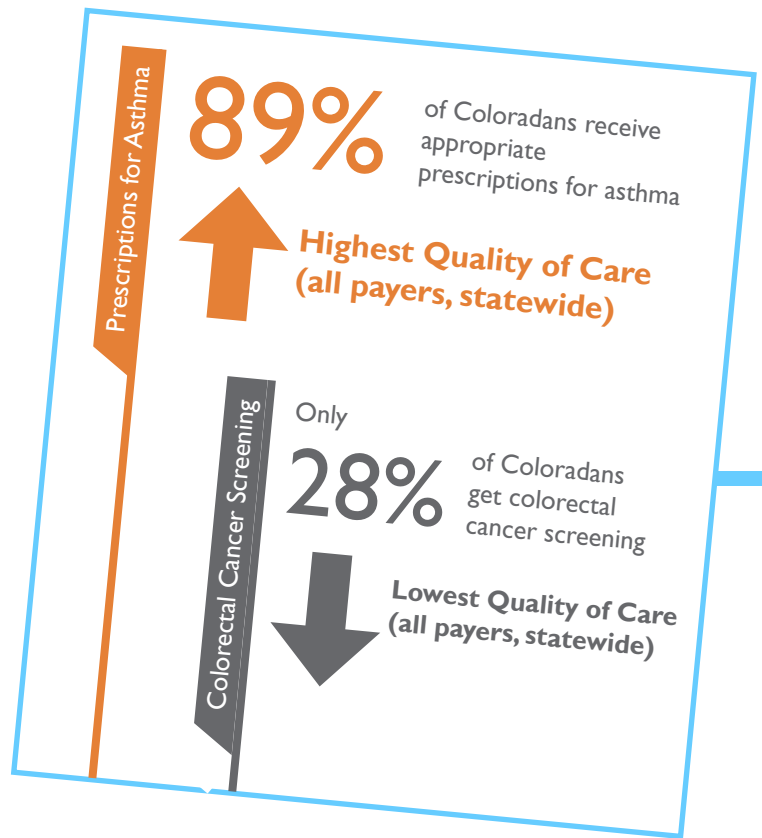 Prescriptions for Asthma
89%
of Coloradans receive
appropriate
prescriptions for asthma
Highest Quality of Care
(all payers, statewide)
Colorectal Cancer Screening
Only
28%
of Coloradans
get colorectal
cancer screening
Lowest Quality of Care
(all payers, statewide)